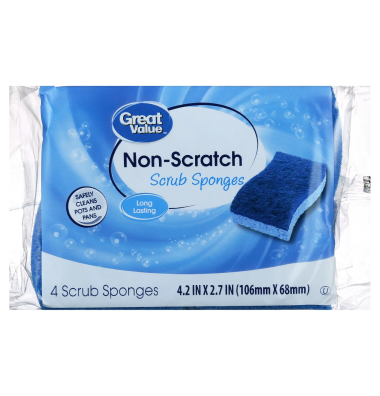 Great
Value™
Non-Scratch
Scrub Sponges
SAFELY
CLEANS
POTS AND
PANS
Long
Lasting
4 Scrub Sponges
4.2 IN X 2.7 IN (106mm X 68mm)
U